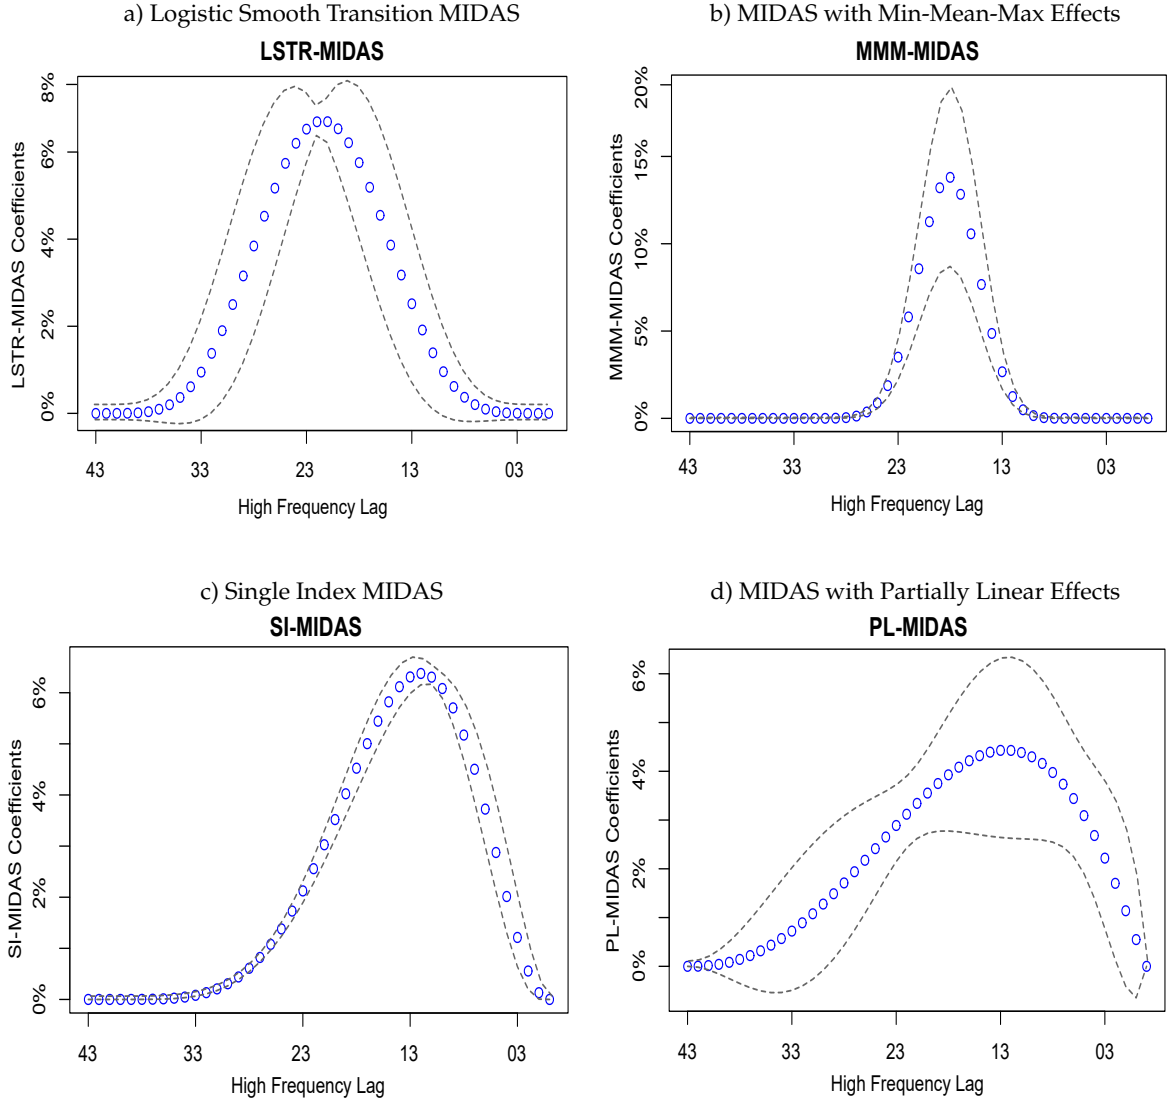 a) Logistic Smooth Transition MIDAS
LSTR-MIDAS
8%
6%
4%
2%
0%
LSTR-MIDAS Coefficients
43 33 23 13 03
High Frequency Lag
b) MIDAS with Min-Mean-Max Effects
MMM-MIDAS
20%
15%
10%
5%
0%
MMM-MIDAS Coefficients
43 33 23 13 03
High Frequency Lag
c) Single Index MIDAS
SI-MIDAS
6%
4%
2%
0%
SI-MIDAS Coefficients
43 33 23 13 03
High Frequency Lag
d) MIDAS with Partially Linear Effects
PL-MIDAS
6%
4%
2%
0%
PL-MIDAS Coefficients
43 33 23 13 03
High Frequency Lag